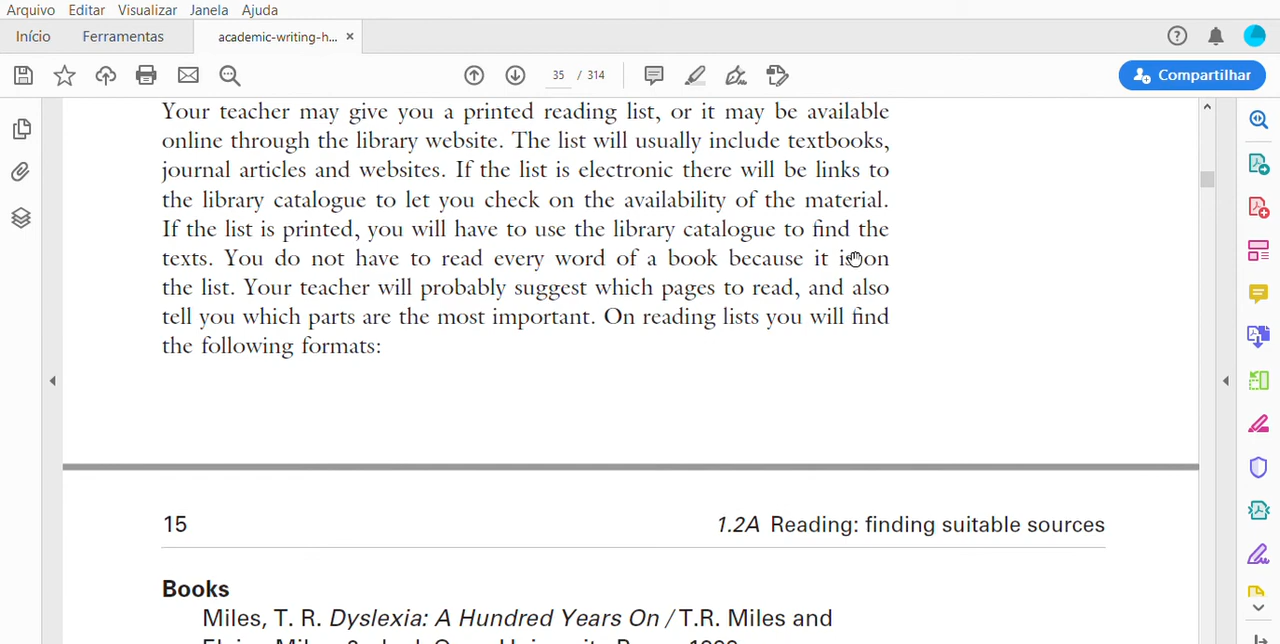 Arquivo Editar Visualizar Janela Ajuda
Início Ferramentas academic-writing-h... ×
35 / 314 Compartilhar
Your teacher may give you a printed reading list, or it may be available
online through the library website. The list will usually include textbooks,
journal articles and websites. If the list is electronic there will be links to
the library catalogue to let you check on the availability of the material.
If the list is printed, you will have to use the library catalogue to find the
texts. You do not have to read every word of a book because it is on
the list. Your teacher will probably suggest which pages to read, and also
tell you which parts are the most important. On reading lists you will find
the following formats:
15 1.2A Reading: finding suitable sources
Books
Miles, T. R. Dyslexia: A Hundred Years On / T.R. Miles and